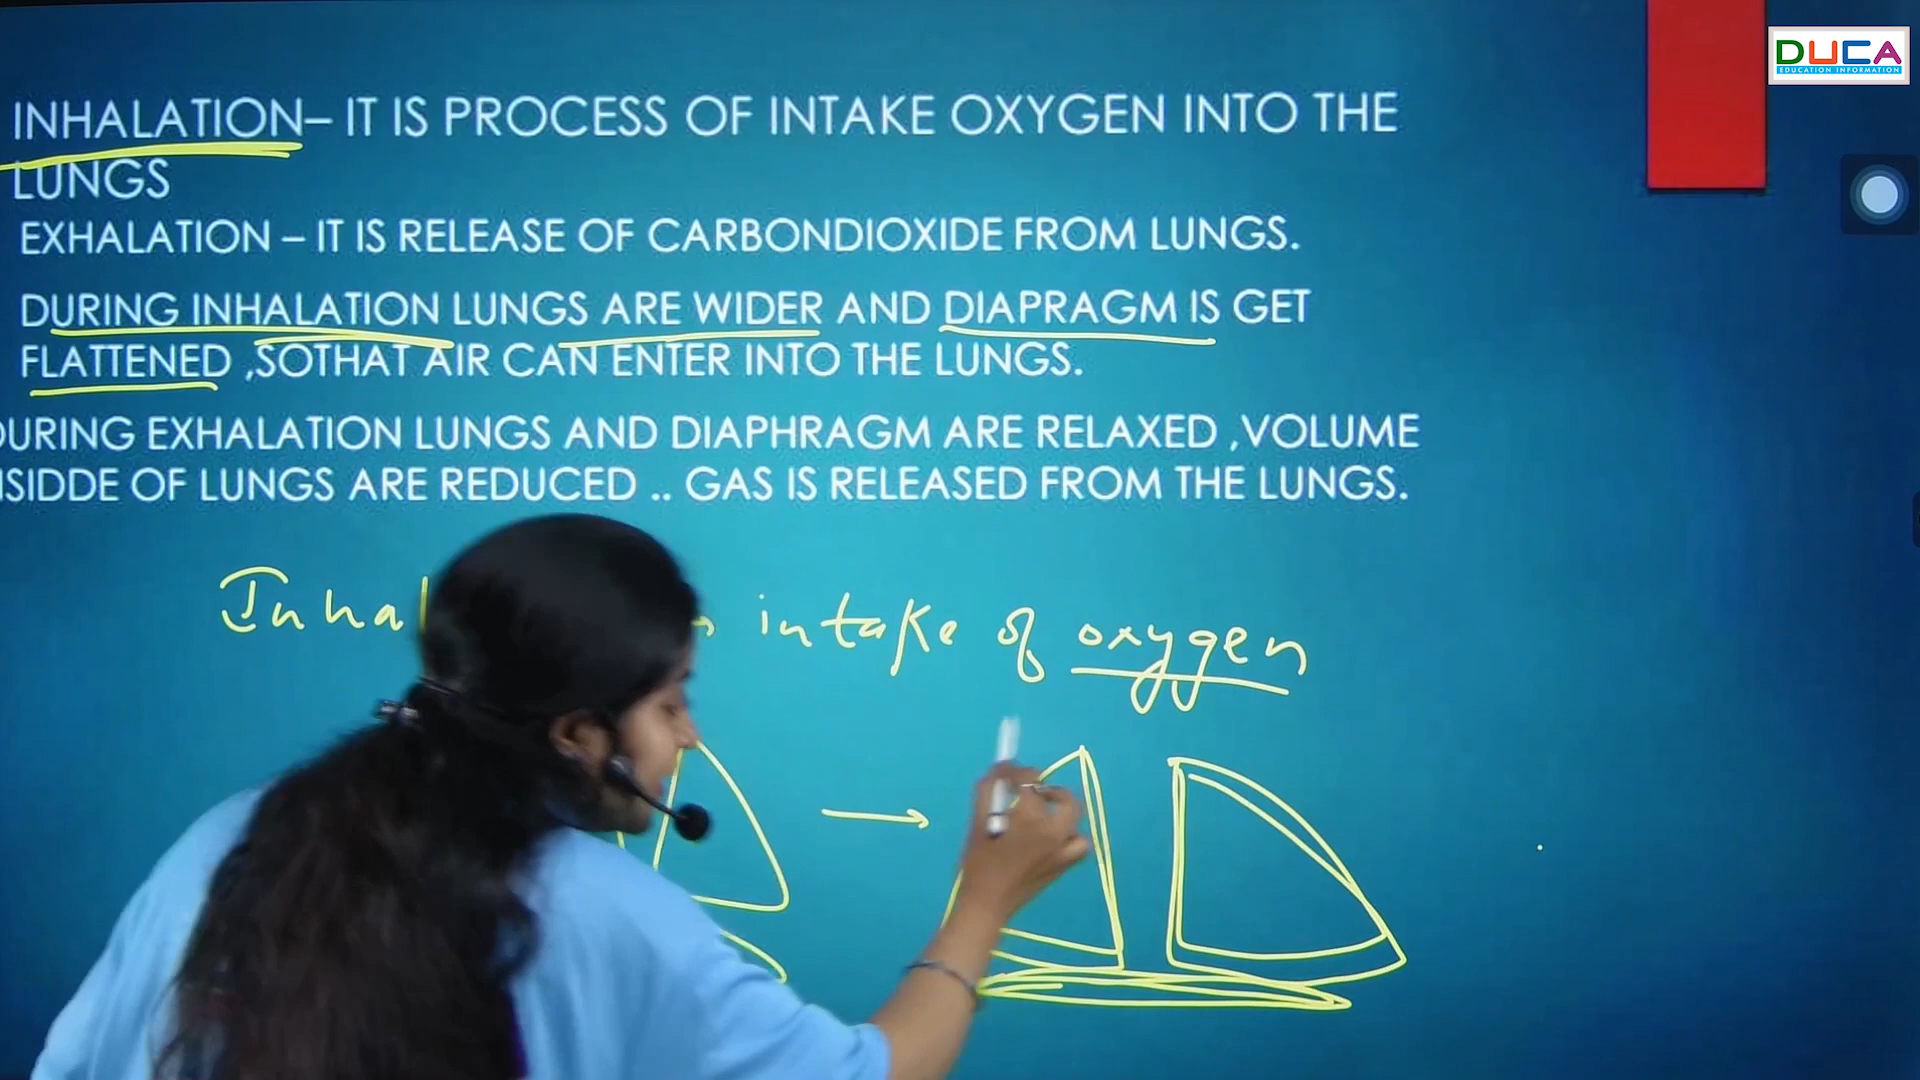 DUCA
EDUCATION INFORMATION
INHALATION– IT IS PROCESS OF INTAKE OXYGEN INTO THE
LUNGS
EXHALATION – IT IS RELEASE OF CARBONDIOXIDE FROM LUNGS.
DURING INHALATION LUNGS ARE WIDER AND DIAPRAGM IS GET
FLATTENED ,SOTHAT AIR CAN ENTER INTO THE LUNGS.
DURING EXHALATION LUNGS AND DIAPHRAGM ARE RELAXED ,VOLUME
NSIDDE OF LUNGS ARE REDUCED .. GAS IS RELEASED FROM THE LUNGS.
Inhal → intake of oxygen